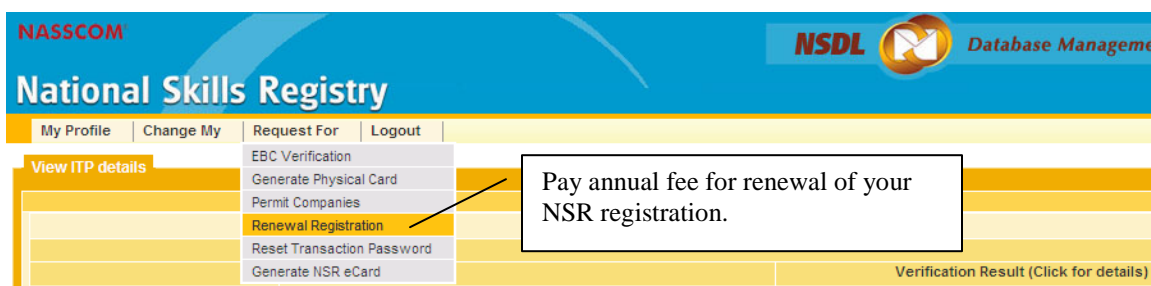 NASSCOM®
NSDL Database Manageme
National Skills Registry
My Profile Change My Request For Logout
View ITP details
EBC Verification
Generate Physical Card
Permit Companies
Renewal Registration
Reset Transaction Password
Generate NSR eCard
Pay annual fee for renewal of your
NSR registration.
Verification Result (Click for details)